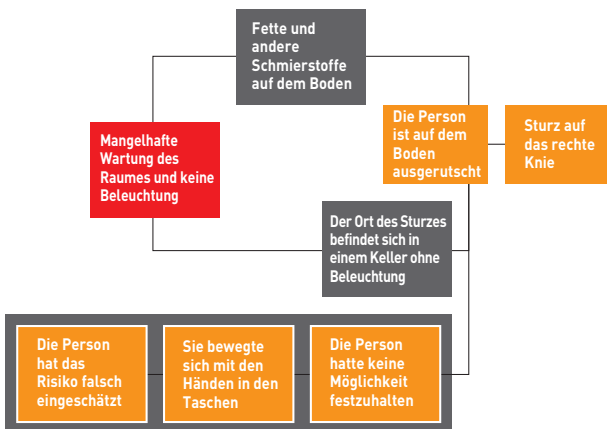 Fette und
andere
Schmierstoffe
auf dem Boden
Mangelhafte
Wartung des
Raumes und keine
Beleuchtung
Die Person
ist auf dem
Boden
ausgerutscht
Sturz auf
das rechte
Knie
Der Ort des Sturzes
befindet sich in
einem Keller ohne
Beleuchtung
Die Person
hat das
Risiko falsch
eingeschätzt
Sie bewegte
sich mit den
Händen in den
Taschen
Die Person
hatte keine
Möglichkeit
festzuhalten